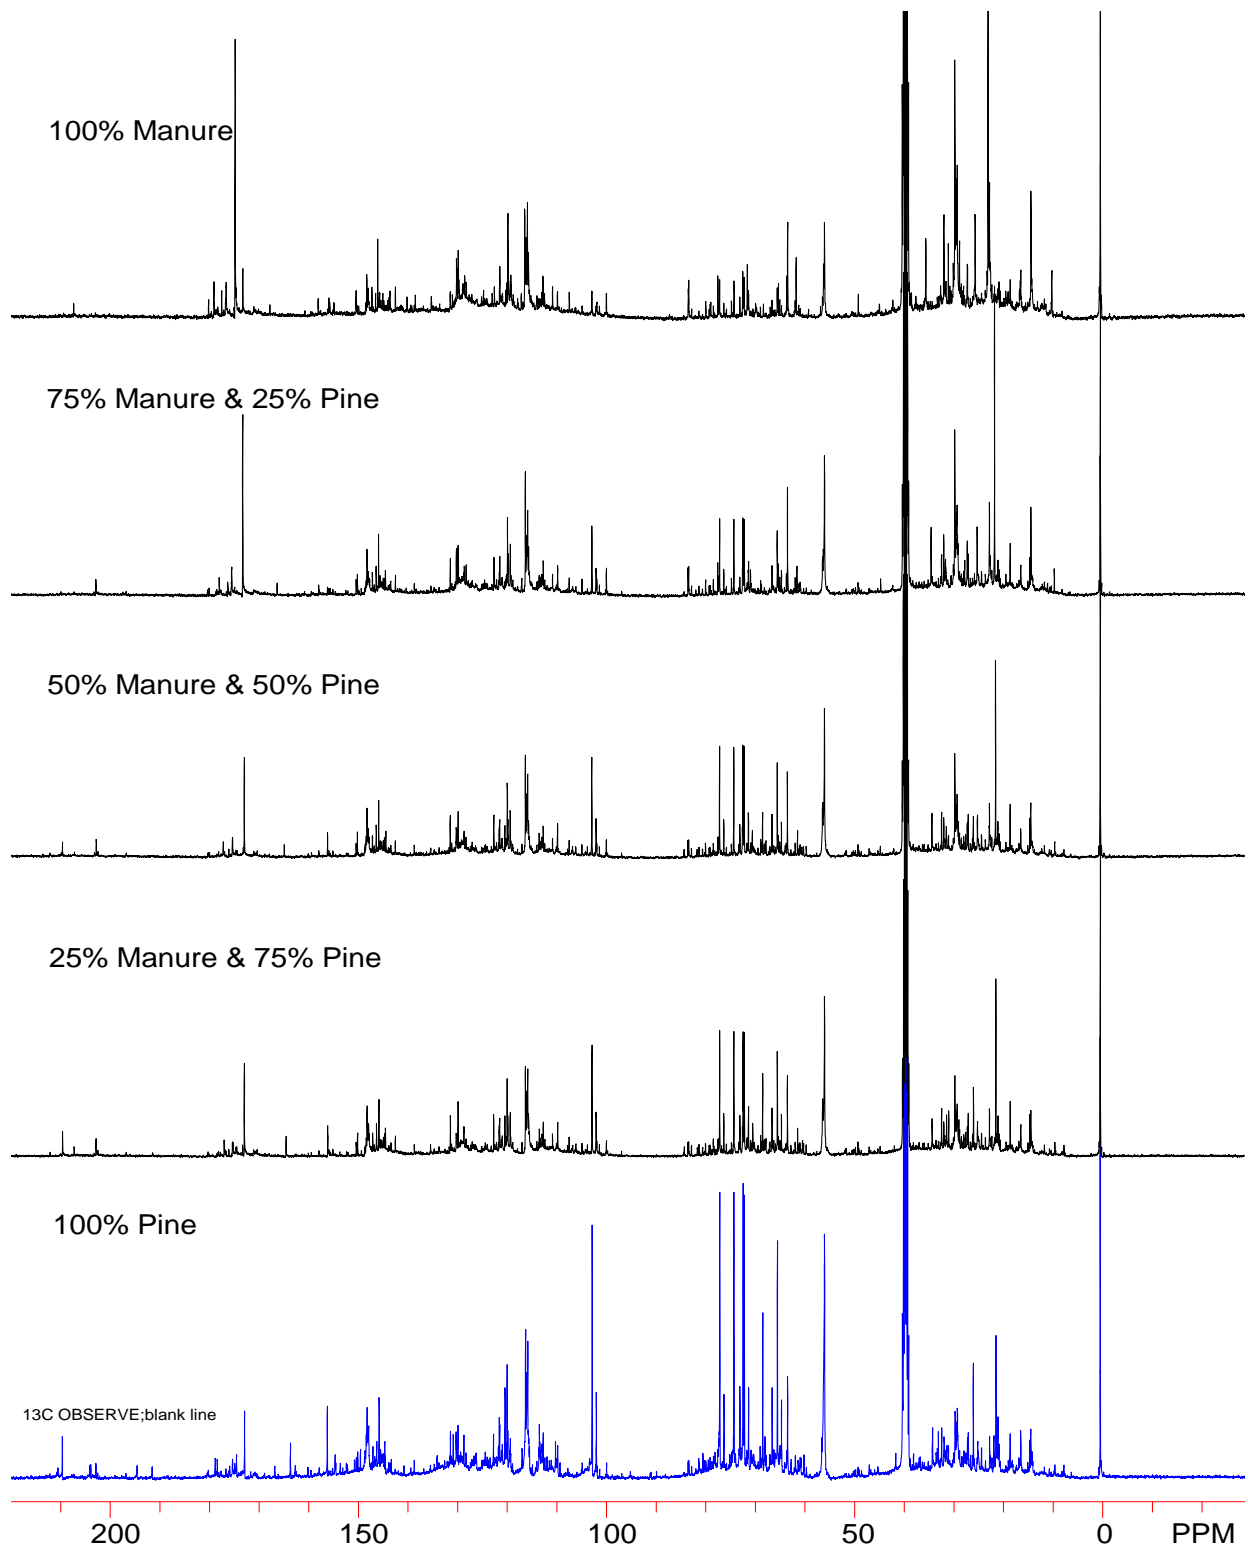 100% Manure
75% Manure & 25% Pine
50% Manure & 50% Pine
25% Manure & 75% Pine
100% Pine
13C OBSERVE;blank line
200 150 100 50 0 PPM